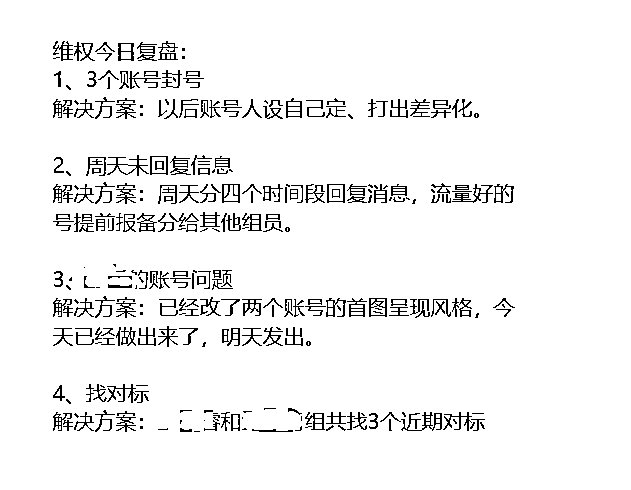 维权今日复盘：
1、3个账号封号
解决方案：以后账号人设自己定、打出差异化。
2、周天未回复信息
解决方案：周天分四个时间段回复消息，流量好的
号提前报备分给其他组员。
3、的账号问题
解决方案：已经改了两个账号的首图呈现风格，今
天已经做出来了，明天发出。
4、找对标
解决方案：和组共找3个近期对标